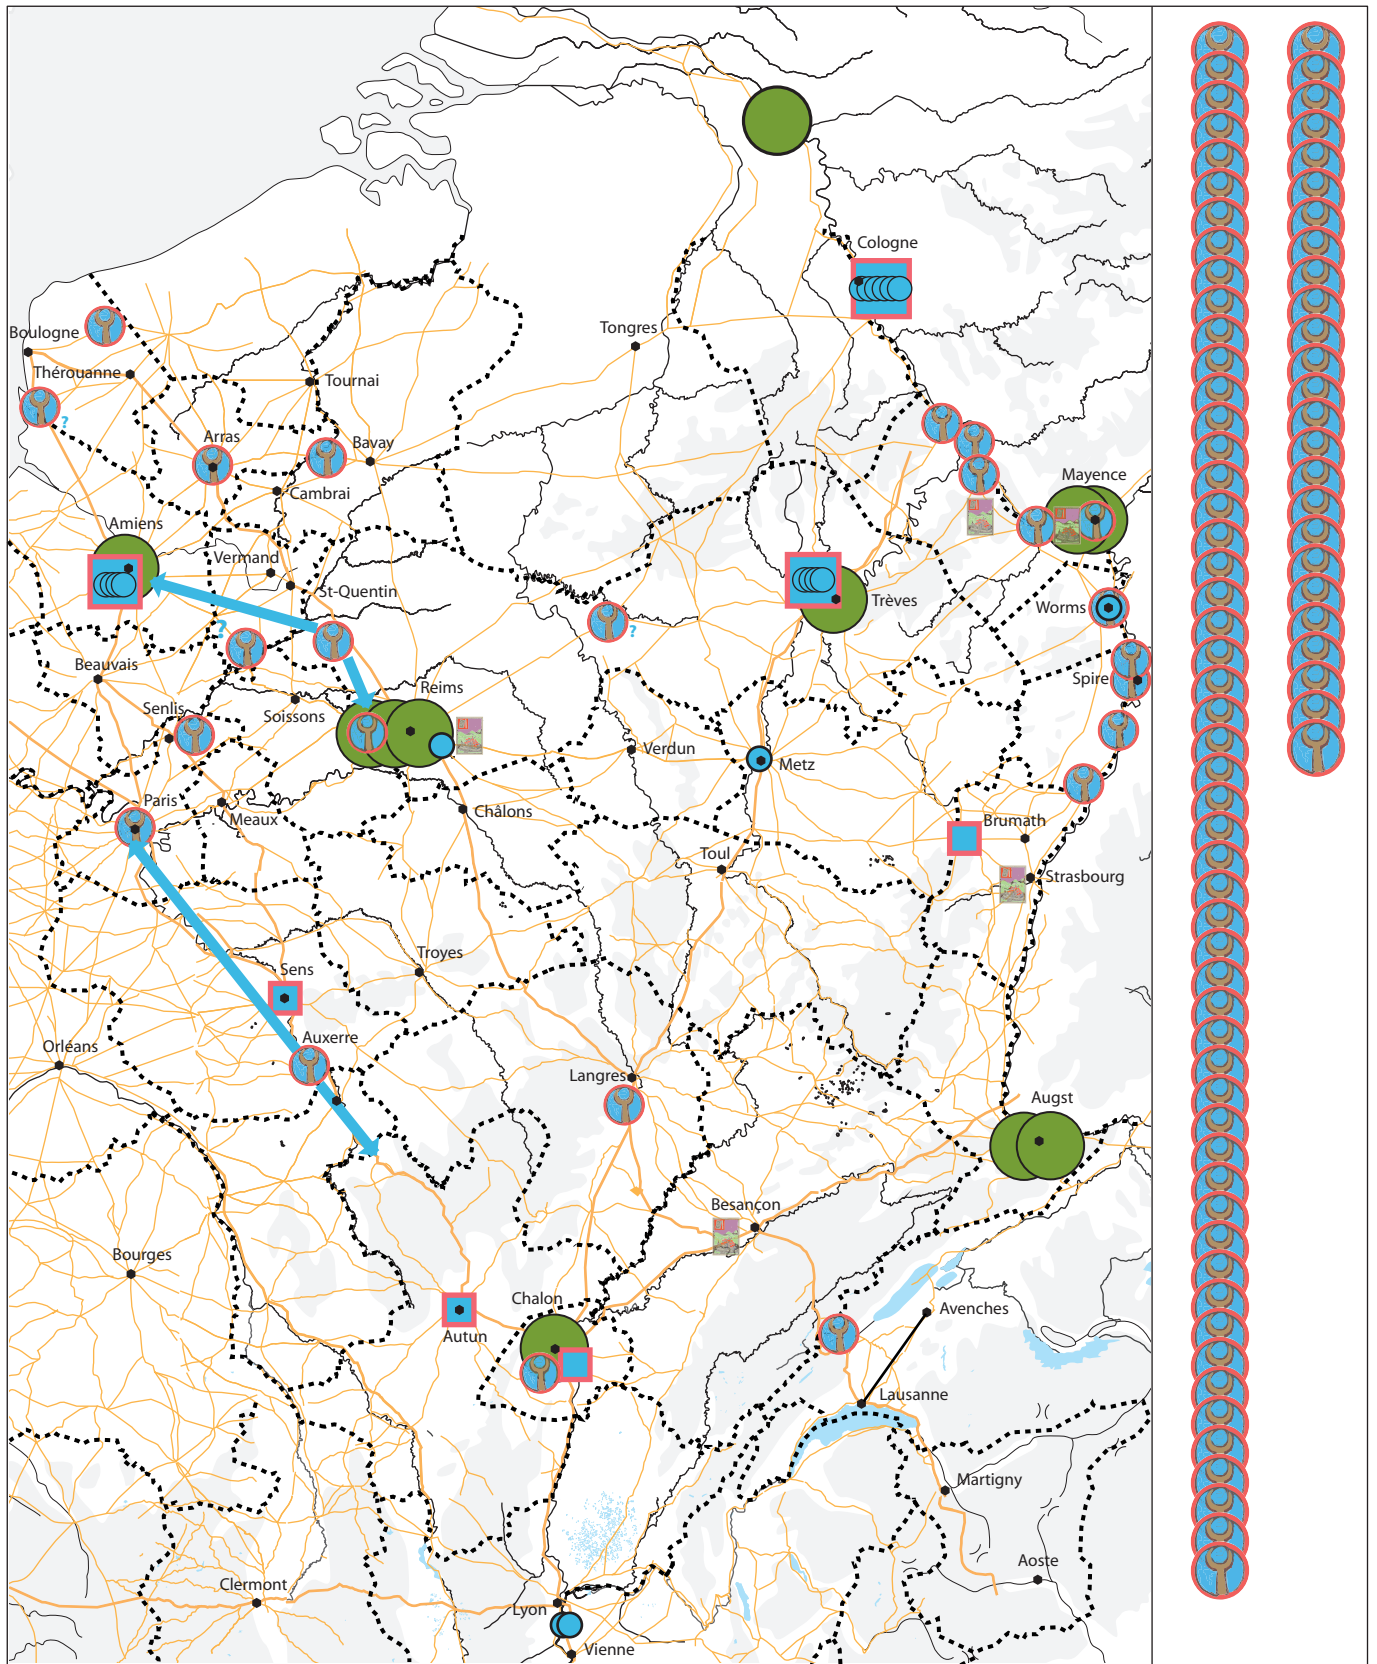 Cologne
Boulogne
Tongres
Thérouanne
Tournai
?
Arras
Bavay
Mayence
Cambrai
Amiens
Vermand
St-Quentin
Trèves
Worms
?
?
Beauvais
Spire
Reims
Senlis
Soissons
Verdun
Metz
Paris
Meaux
Châlons
Brumath
Toul
Strasbourg
Troyes
Sens
Auxerre
Orléans
Langres
Augst
Besançon
Bourges
Chalon
Avenches
Autun
Lausanne
Martigny
Aoste
Clermont
Lyon
Vienne